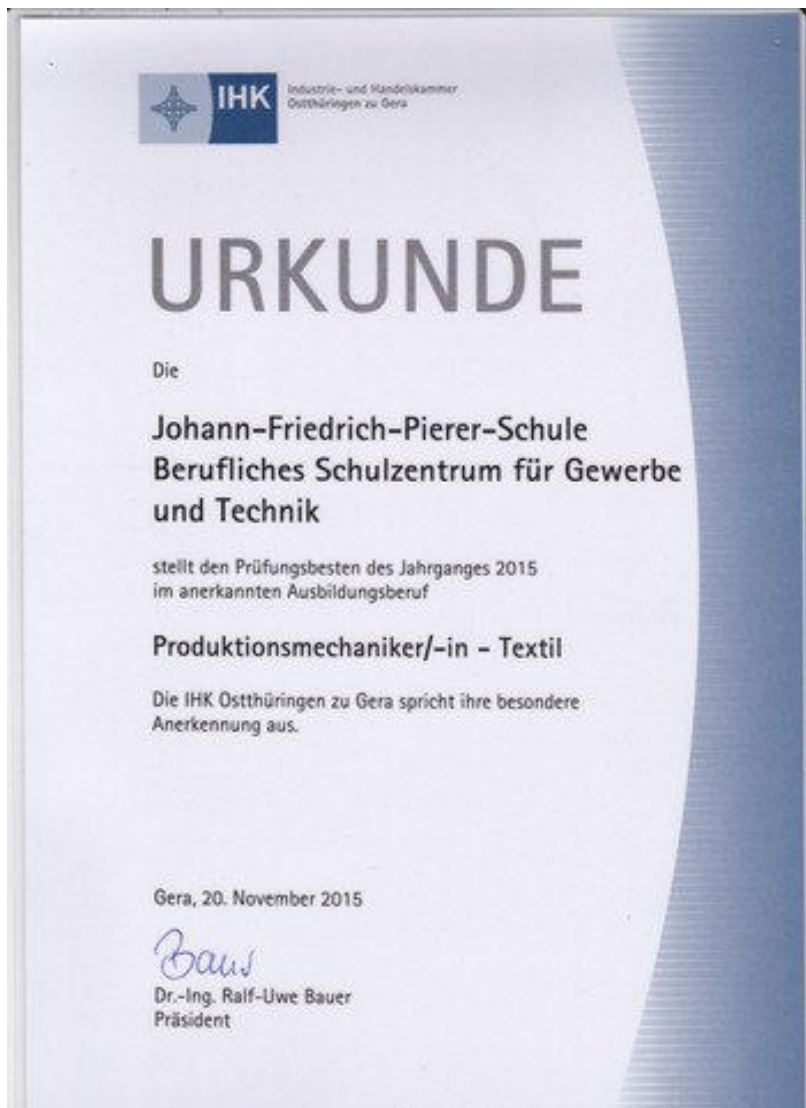 IHK
Industrie- und Handelskammer
Ostthüringen zu Gera
URKUNDE
Die
Johann-Friedrich-Pierer-Schule
Berufliches Schulzentrum für Gewerbe
und Technik
stellt den Prüfungsbesten des Jahrganges 2015
im anerkannten Ausbildungsberuf
Produktionsmechaniker/-in - Textil
Die IHK Ostthüringen zu Gera spricht ihre besondere
Anerkennung aus.
Gera, 20. November 2015
Dr.-Ing. Ralf-Uwe Bauer
Präsident